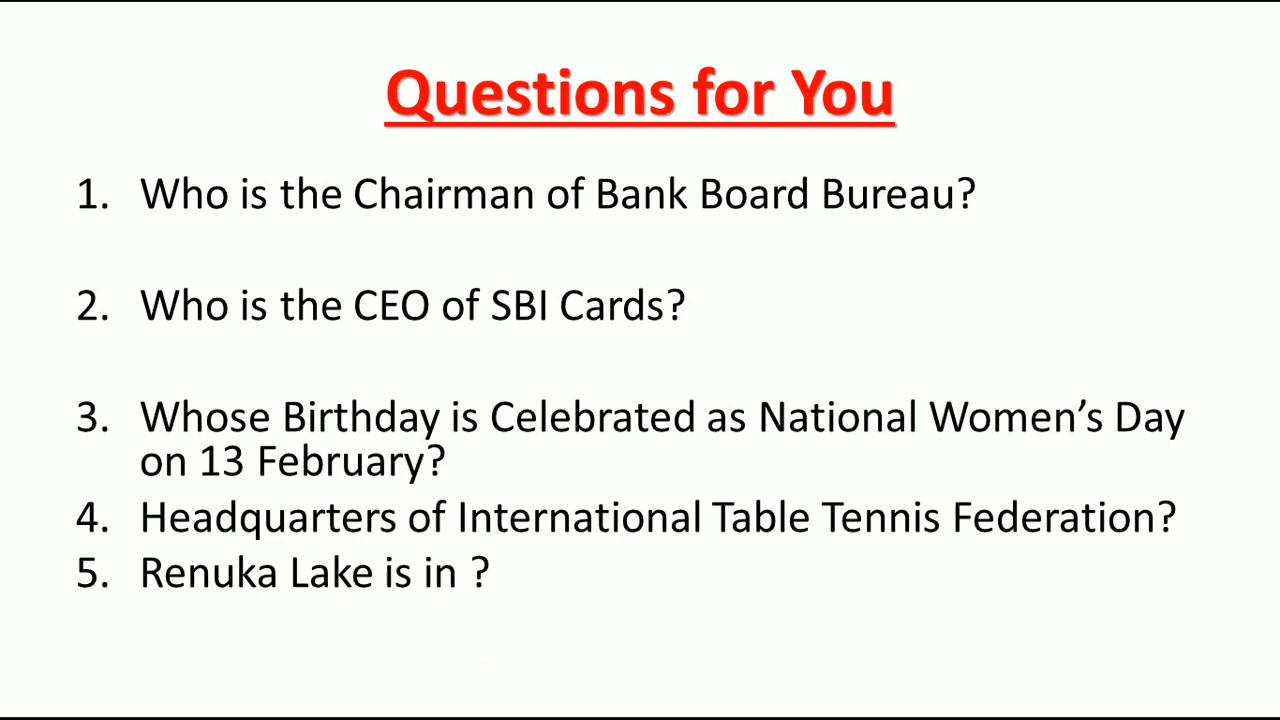 Questions for You
1. Who is the Chairman of Bank Board Bureau?
2. Who is the CEO of SBI Cards?
3. Whose Birthday is Celebrated as National Women’s Day
on 13 February?
4. Headquarters of International Table Tennis Federation?
5. Renuka Lake is in ?